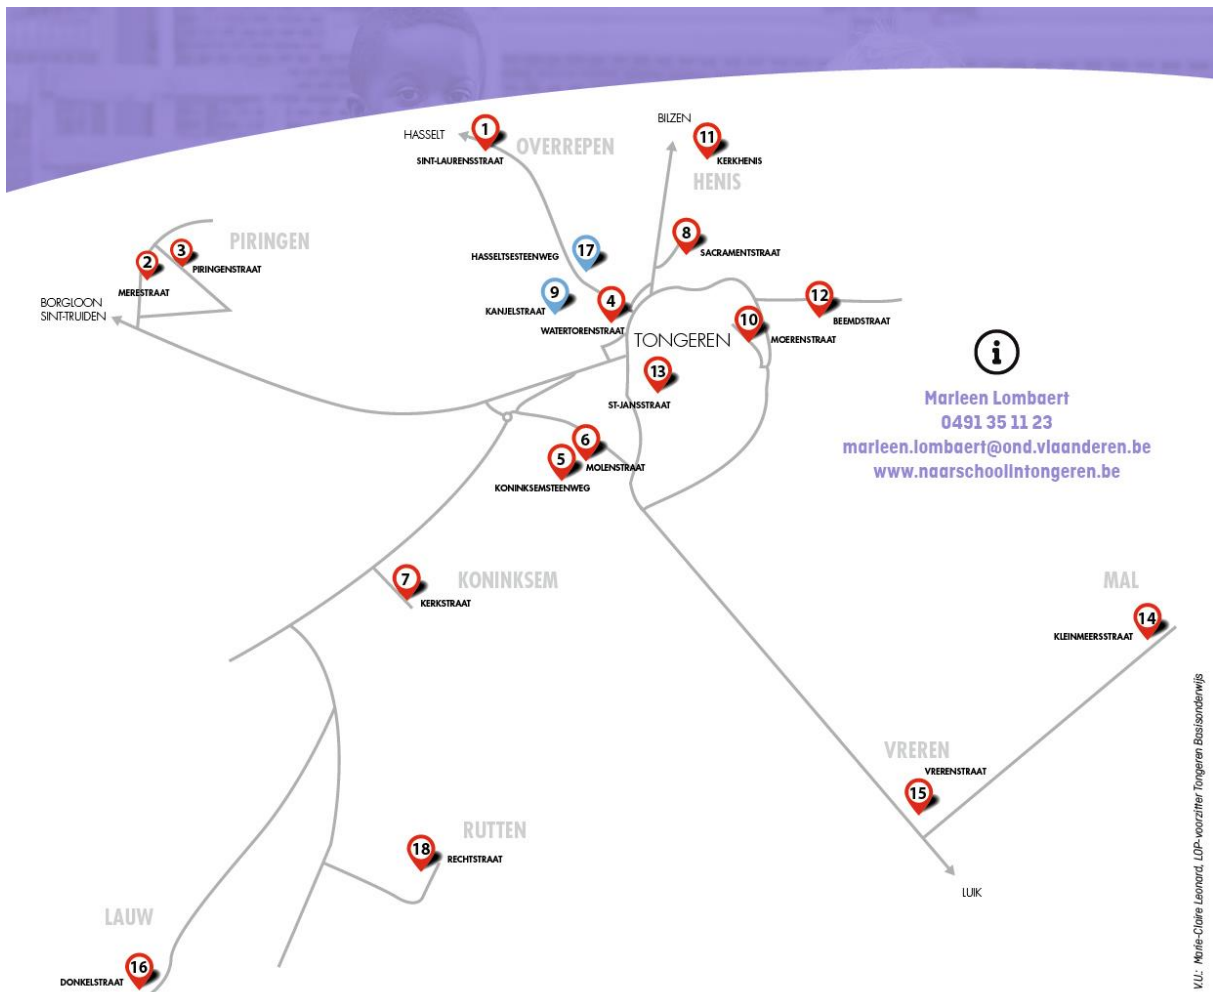 BILZEN
HASSELT
1
OVERREPEN
SINT-LAURENSSTRAAT
11
KERKHENIS
HENIS
PIRINGEN
2
3
PIRINGENSTRAAT
MERESTRAAT
BORGLOON
SINT-TRUIDEN
17
HASSELTSESTEENWEG
8
SACRAMENTSTRAAT
9
KANJELSTRAAT
4
WATERTORENSTRAAT
12
BEEMDSTRAAT
10
MOERENSTRAAT
TONGEREN
13
ST-JANSSTRAAT
i
Marleen Lombaert
0491 35 11 23
marleen.lombaert@ond.vlaanderen.be
www.naarschoolintongeren.be
6
MOLENSTRAAT
5
KONINKSEMSTEENWEG
7
KERKSTRAAT
KONINKSEM
MAL
14
KLEINMEERSSTRAAT
VREREN
VRERENSTRAAT
15
LUIK
RUTTEN
18
RECHTSTRAAT
LAUW
16
DONKELSTRAAT
V.U.: Marie-Claire Leonard, LOP-voorzitter Tongeren Basisonderwijs